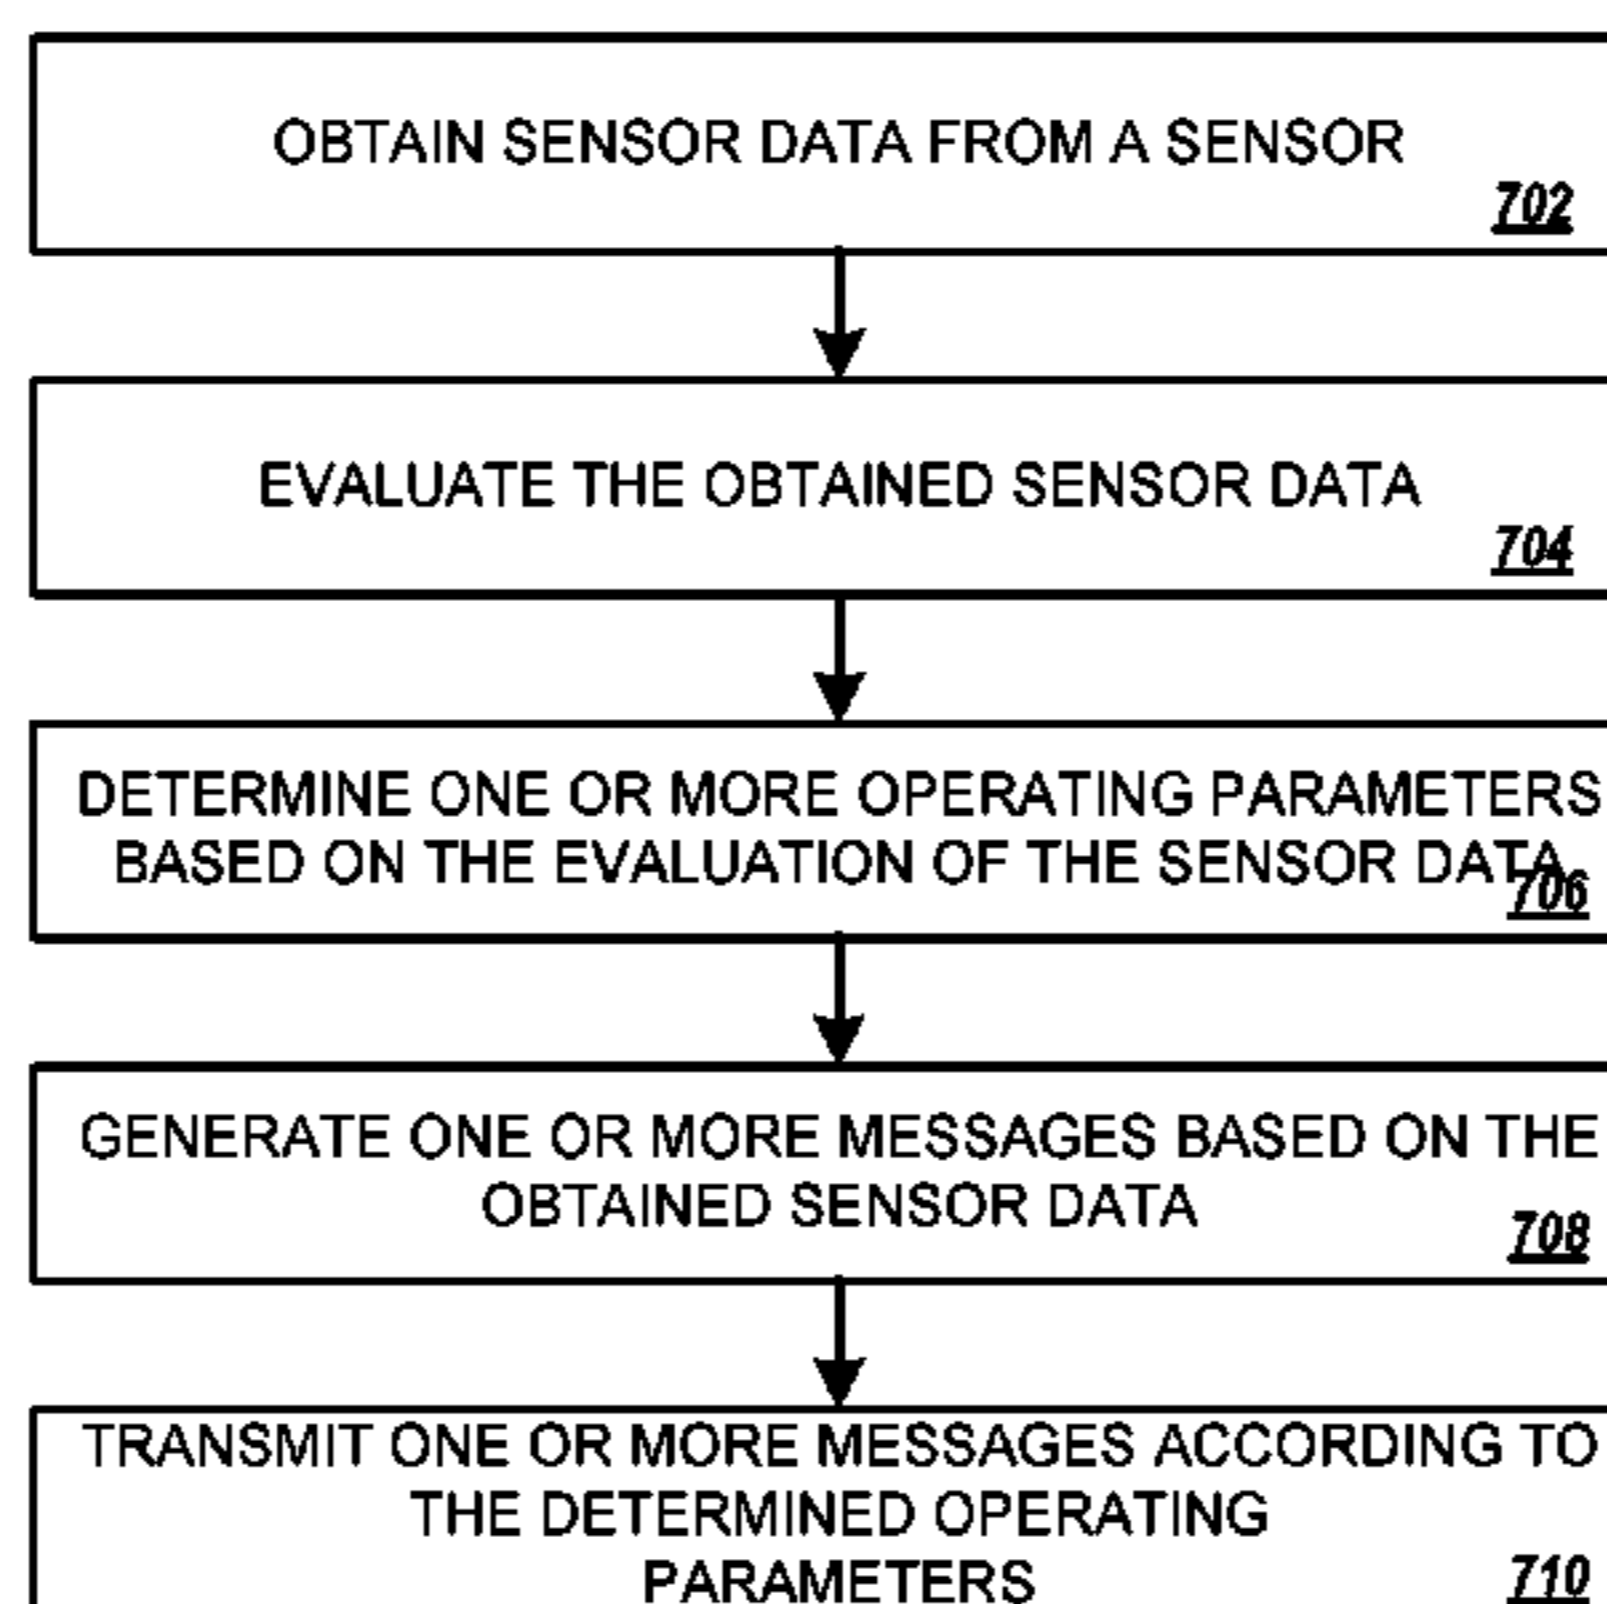 OBTAIN SENSOR DATA FROM A SENSOR
702
EVALUATE THE OBTAINED SENSOR DATA
704
DETERMINE ONE OR MORE OPERATING PARAMETERS
BASED ON THE EVALUATION OF THE SENSOR DATA
706
GENERATE ONE OR MORE MESSAGES BASED ON THE
OBTAINED SENSOR DATA
708
TRANSMIT ONE OR MORE MESSAGES ACCORDING TO
THE DETERMINED OPERATING
PARAMETERS
710